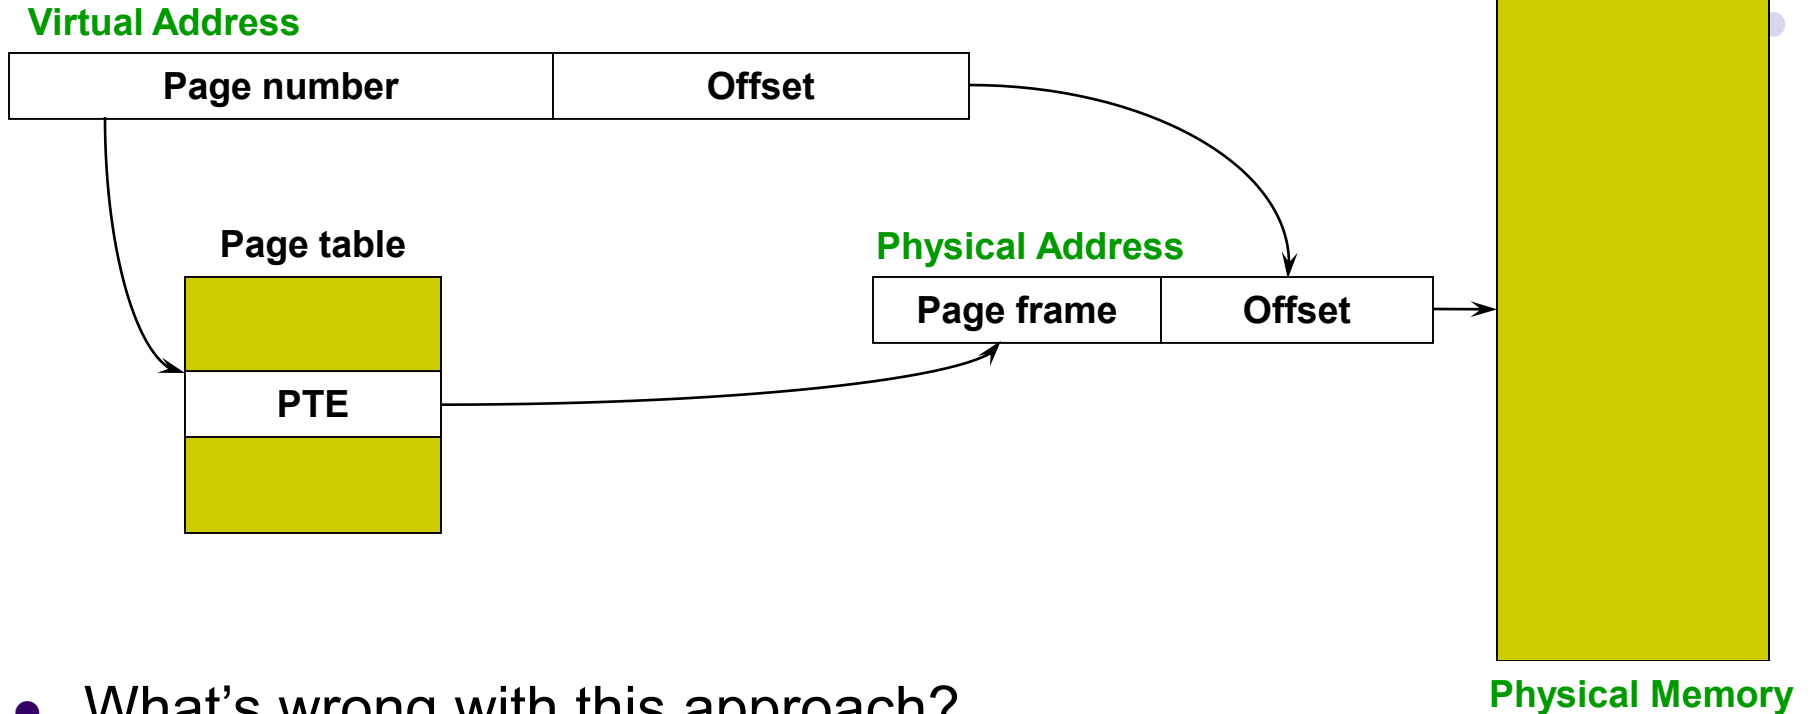 Virtual Address
Page number
Offset
Page table
Physical Address
Page frame
Offset
PTE
Physical Memory
What's wrong with this approach?